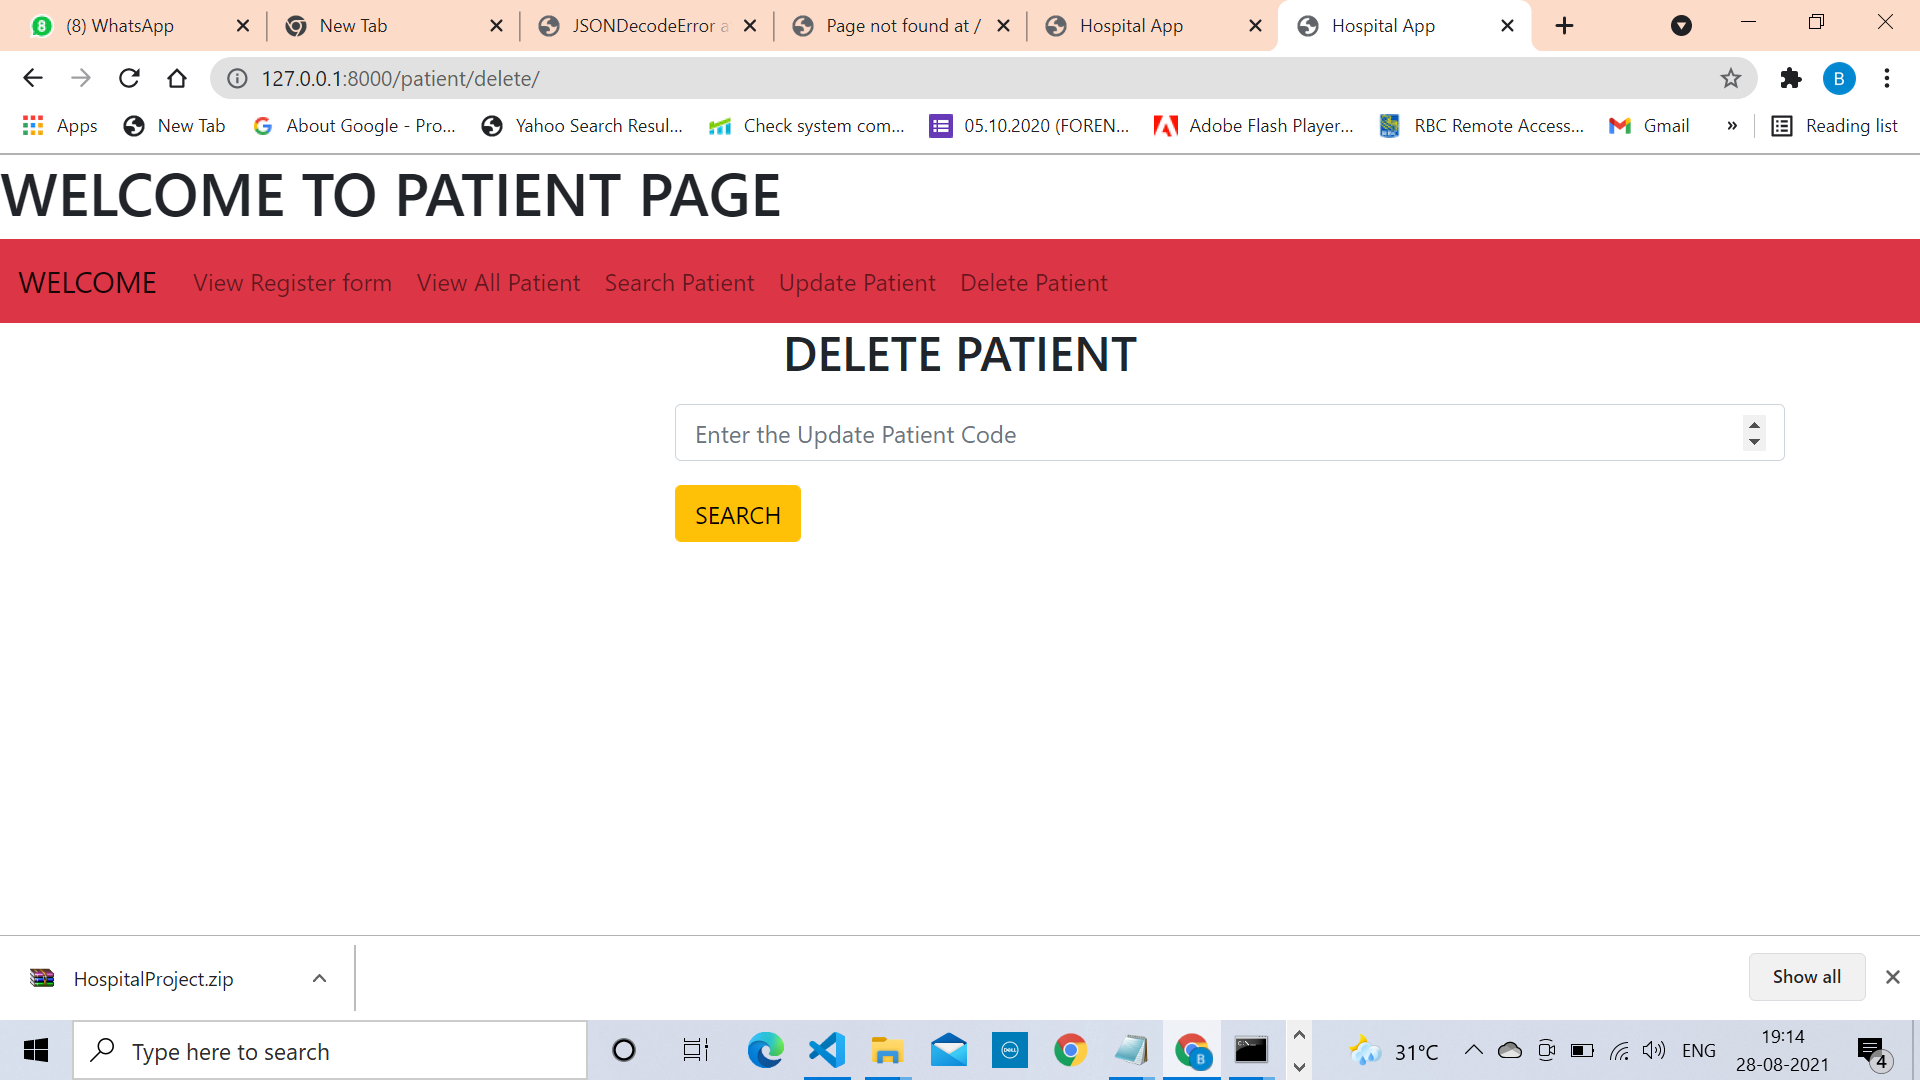 8 (8) WhatsApp
New Tab
JSONDecodeError a
Page not found at /
Hospital App
Hospital App
127.0.0.1:8000/patient/delete/
B
Apps
New Tab
About Google - Pro...
Yahoo Search Resul...
Check system com...
05.10.2020 (FOREN...
Adobe Flash Player...
RBC Remote Access...
Gmail
»
Reading list
WELCOME TO PATIENT PAGE
WELCOME View Register form View All Patient Search Patient Update Patient Delete Patient
DELETE PATIENT
Enter the Update Patient Code
SEARCH
HospitalProject.zip
Show all
Type here to search
DELL
B
31°C
ENG
19:14
28-08-2021
4